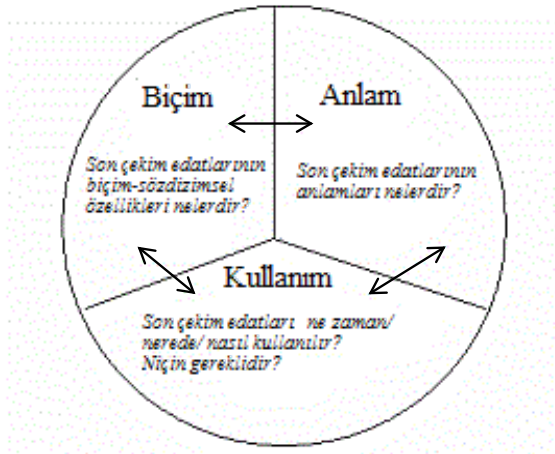 Biçim
Son çekim edatlarının
biçim-sözdizimsel
özellikleri nelerdir?
Anlam
Son çekim edatlarının
anlamları nelerdir?
Kullanım
Son çekim edatları ne zaman/
nerede/ nasıl kullanılır?
Niçin gereklidir?